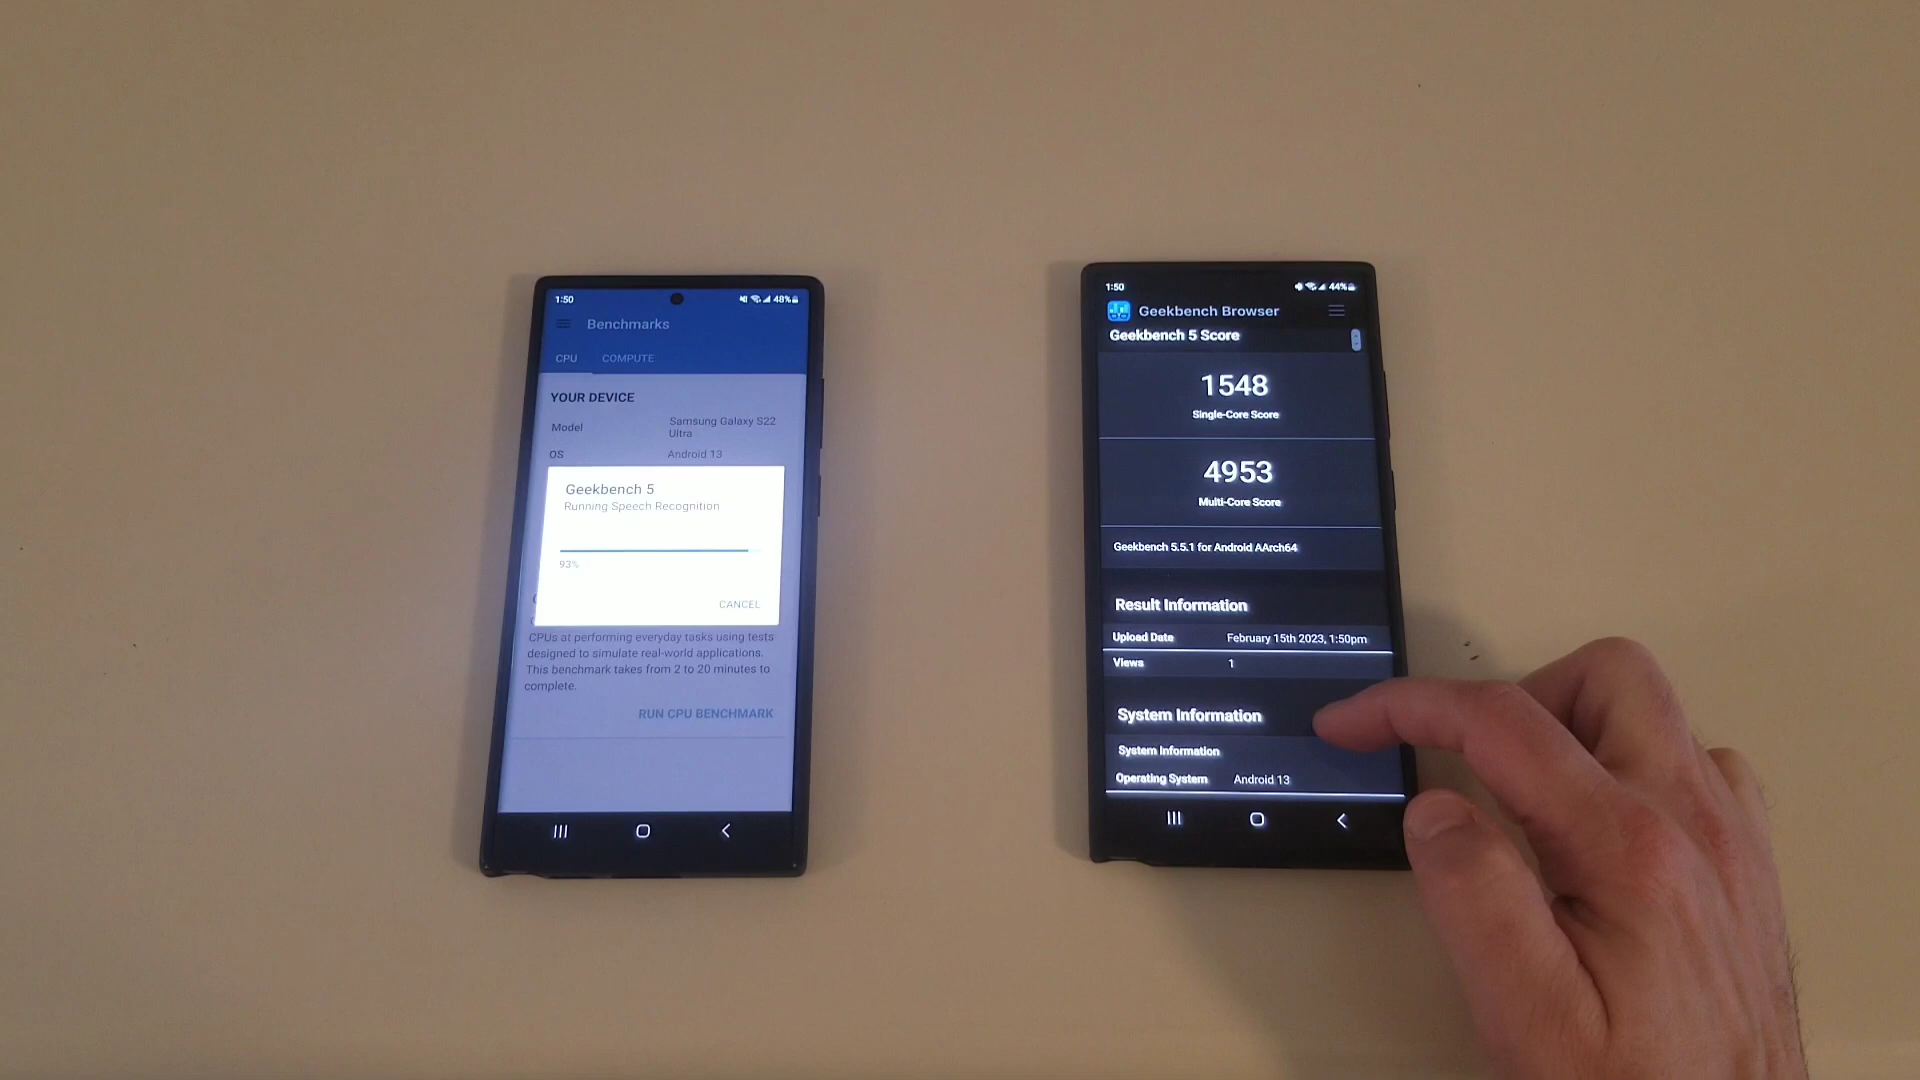 1:50
48%
Benchmarks
CPU COMPUTE
YOUR DEVICE
Model Samsung Galaxy S22 Ultra
OS Android 13
Geekbench 5
Running Speech Recognition
93%
CANCEL
CPUs at performing everyday tasks using tests
designed to simulate real-world applications.
This benchmark takes from 2 to 20 minutes to
complete.
RUN CPU BENCHMARK
1:50
44%
Geekbench Browser
Geekbench 5 Score
1548
Single-Core Score
4953
Multi-Core Score
Geekbench 5.5.1 for Android AArch64
Result Information
Upload Date February 15th 2023, 1:50pm
Views 1
System Information
System Information
Operating System Android 13